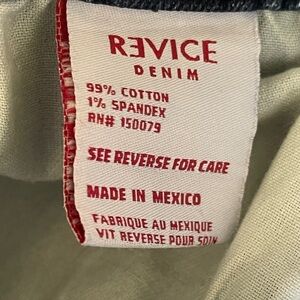 REVICE
DENIM
99% COTTON
1% SPANDEX
RN# 150079
SEE REVERSE FOR CARE
MADE IN MEXICO
FABRIQUE AU MEXIQUE
VIT REVERSE POUR SOIN